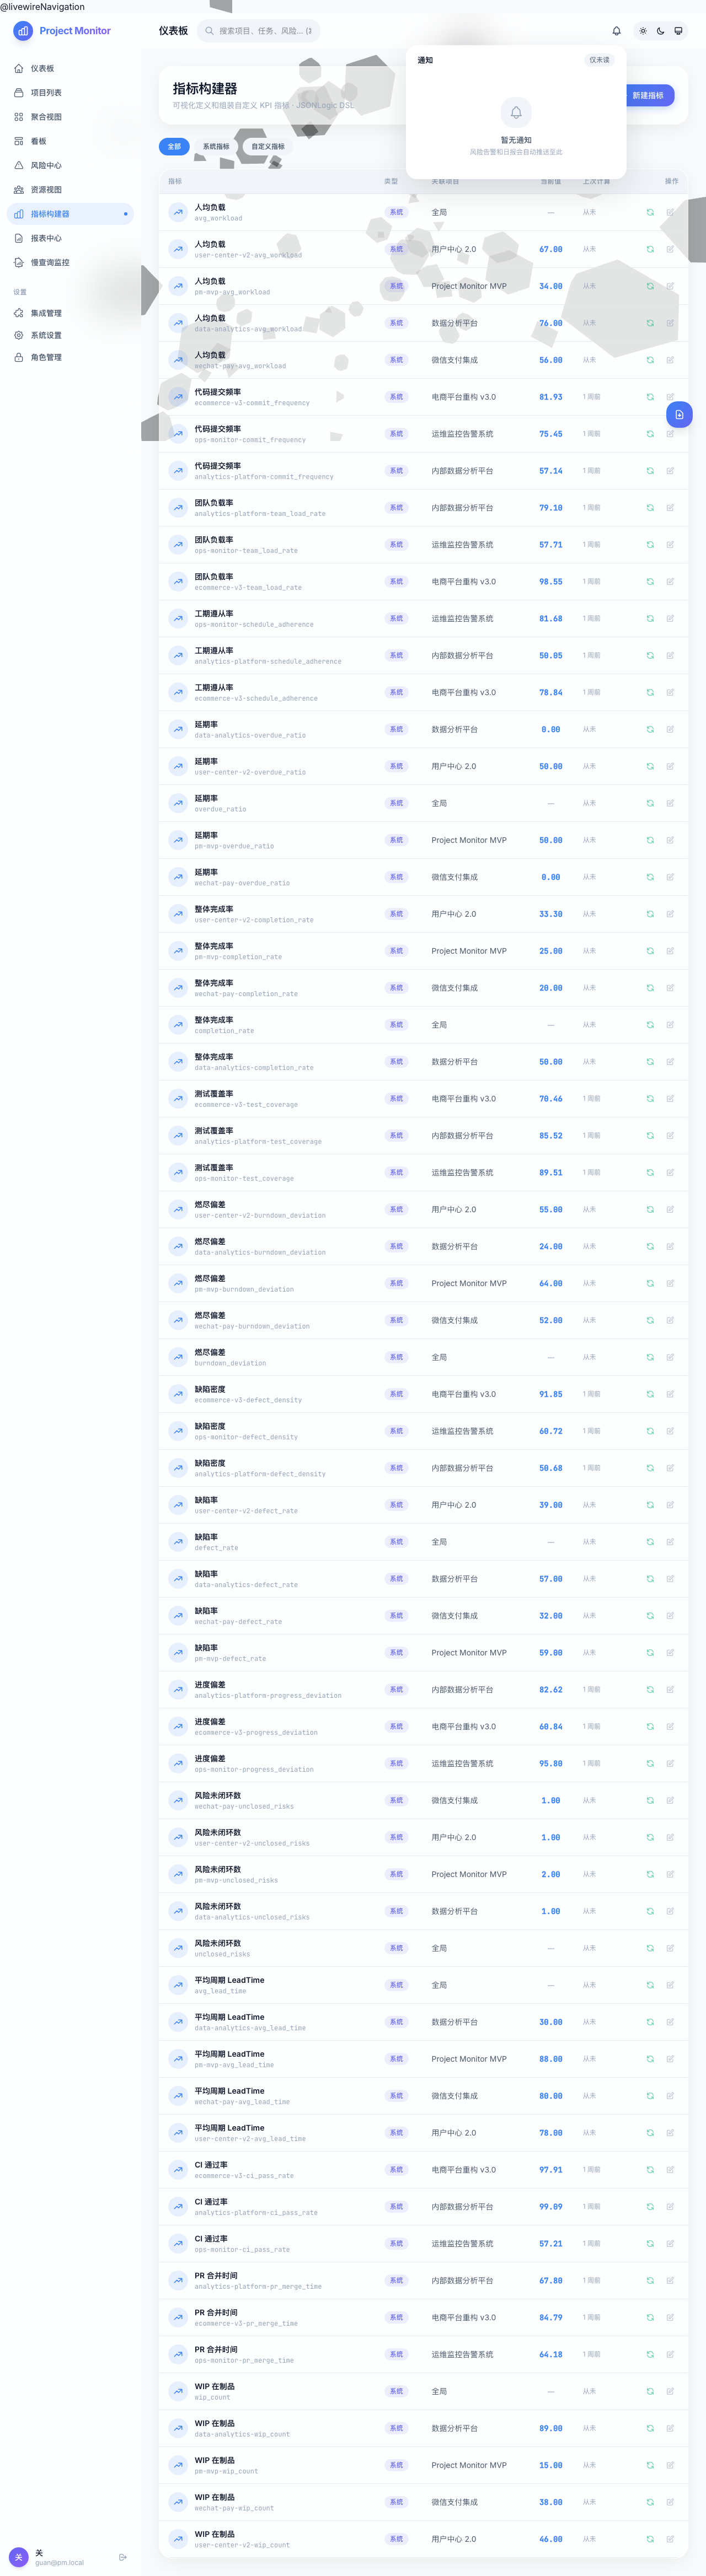 @livewireNavigation
Project Monitor
仪表板
项目列表
聚合视图
看板
风险中心
资源视图
指标构建器
报表中心
慢查询监控
设置
集成管理
系统设置
角色管理
关
关
guan@pm.local
仪表板
搜索项目、任务、风险...
通知
仅未读
暂无通知
风险告警和日报会自动推送至此
指标构建器
可视化定义和组装自定义 KPI 指标 · JSONLogic DSL
新建指标
全部 系统指标 自定义指标
指标 类型 关联项目 当前值 上次计算 操作
人均负载 系统 全局 — 从未
avg_workload
人均负载 系统 用户中心 2.0 67.00 从未
user-center-v2-avg_workload
人均负载 系统 Project Monitor MVP 34.00 从未
pm-mvp-avg_workload
人均负载 系统 数据分析平台 76.00 从未
data-analytics-avg_workload
人均负载 系统 微信支付集成 56.00 从未
wechat-pay-avg_workload
代码提交频率 系统 电商平台重构 v3.0 81.93 1 周前
ecommerce-v3-commit_frequency
代码提交频率 系统 运维监控告警系统 75.45 1 周前
ops-monitor-commit_frequency
代码提交频率 系统 内部数据分析平台 57.14 1 周前
analytics-platform-commit_frequency
团队负载率 系统 内部数据分析平台 79.10 1 周前
analytics-platform-team_load_rate
团队负载率 系统 运维监控告警系统 57.71 1 周前
ops-monitor-team_load_rate
团队负载率 系统 电商平台重构 v3.0 98.55 1 周前
ecommerce-v3-team_load_rate
工期遵从率 系统 运维监控告警系统 81.68 1 周前
ops-monitor-schedule_adherence
工期遵从率 系统 内部数据分析平台 50.05 1 周前
analytics-platform-schedule_adherence
工期遵从率 系统 电商平台重构 v3.0 78.84 1 周前
ecommerce-v3-schedule_adherence
延期率 系统 数据分析平台 0.00 从未
data-analytics-overdue_ratio
延期率 系统 用户中心 2.0 50.00 从未
user-center-v2-overdue_ratio
延期率 系统 全局 — 从未
overdue_ratio
延期率 系统 Project Monitor MVP 50.00 从未
pm-mvp-overdue_ratio
延期率 系统 微信支付集成 0.00 从未
wechat-pay-overdue_ratio
整体完成率 系统 用户中心 2.0 33.30 从未
user-center-v2-completion_rate
整体完成率 系统 Project Monitor MVP 25.00 从未
pm-mvp-completion_rate
整体完成率 系统 微信支付集成 20.00 从未
wechat-pay-completion_rate
整体完成率 系统 全局 — 从未
completion_rate
整体完成率 系统 数据分析平台 50.00 从未
data-analytics-completion_rate
测试覆盖率 系统 电商平台重构 v3.0 70.46 1 周前
ecommerce-v3-test_coverage
测试覆盖率 系统 内部数据分析平台 85.52 1 周前
analytics-platform-test_coverage
测试覆盖率 系统 运维监控告警系统 89.51 1 周前
ops-monitor-test_coverage
燃尽偏差 系统 用户中心 2.0 55.00 从未
user-center-v2-burndown_deviation
燃尽偏差 系统 数据分析平台 24.00 从未
data-analytics-burndown_deviation
燃尽偏差 系统 Project Monitor MVP 64.00 从未
pm-mvp-burndown_deviation
燃尽偏差 系统 微信支付集成 52.00 从未
wechat-pay-burndown_deviation
燃尽偏差 系统 全局 — 从未
burndown_deviation
缺陷密度 系统 电商平台重构 v3.0 91.85 1 周前
ecommerce-v3-defect_density
缺陷密度 系统 运维监控告警系统 60.72 1 周前
ops-monitor-defect_density
缺陷密度 系统 内部数据分析平台 50.68 1 周前
analytics-platform-defect_density
缺陷率 系统 用户中心 2.0 39.00 从未
user-center-v2-defect_rate
缺陷率 系统 全局 — 从未
defect_rate
缺陷率 系统 数据分析平台 57.00 从未
data-analytics-defect_rate
缺陷率 系统 微信支付集成 32.00 从未
wechat-pay-defect_rate
缺陷率 系统 Project Monitor MVP 59.00 从未
pm-mvp-defect_rate
进度偏差 系统 内部数据分析平台 82.62 1 周前
analytics-platform-progress_deviation
进度偏差 系统 电商平台重构 v3.0 60.84 1 周前
ecommerce-v3-progress_deviation
进度偏差 系统 运维监控告警系统 95.80 1 周前
ops-monitor-progress_deviation
风险未闭环数 系统 微信支付集成 1.00 从未
wechat-pay-unclosed_risks
风险未闭环数 系统 用户中心 2.0 1.00 从未
user-center-v2-unclosed_risks
风险未闭环数 系统 Project Monitor MVP 2.00 从未
pm-mvp-unclosed_risks
风险未闭环数 系统 数据分析平台 1.00 从未
data-analytics-unclosed_risks
风险未闭环数 系统 全局 — 从未
unclosed_risks
平均周期 LeadTime 系统 全局 — 从未
avg_lead_time
平均周期 LeadTime 系统 数据分析平台 30.00 从未
data-analytics-avg_lead_time
平均周期 LeadTime 系统 Project Monitor MVP 88.00 从未
pm-mvp-avg_lead_time
平均周期 LeadTime 系统 微信支付集成 80.00 从未
wechat-pay-avg_lead_time
平均周期 LeadTime 系统 用户中心 2.0 78.00 从未
user-center-v2-avg_lead_time
CI 通过率 系统 电商平台重构 v3.0 97.91 1 周前
ecommerce-v3-ci_pass_rate
CI 通过率 系统 内部数据分析平台 99.09 1 周前
analytics-platform-ci_pass_rate
CI 通过率 系统 运维监控告警系统 57.21 1 周前
ops-monitor-ci_pass_rate
PR 合并时间 系统 内部数据分析平台 67.80 1 周前
analytics-platform-pr_merge_time
PR 合并时间 系统 电商平台重构 v3.0 84.79 1 周前
ecommerce-v3-pr_merge_time
PR 合并时间 系统 运维监控告警系统 64.18 1 周前
ops-monitor-pr_merge_time
WIP 在制品 系统 全局 — 从未
wip_count
WIP 在制品 系统 数据分析平台 89.00 从未
data-analytics-wip_count
WIP 在制品 系统 Project Monitor MVP 15.00 从未
pm-mvp-wip_count
WIP 在制品 系统 微信支付集成 38.00 从未
wechat-pay-wip_count
WIP 在制品 系统 用户中心 2.0 46.00 从未
user-center-v2-wip_count